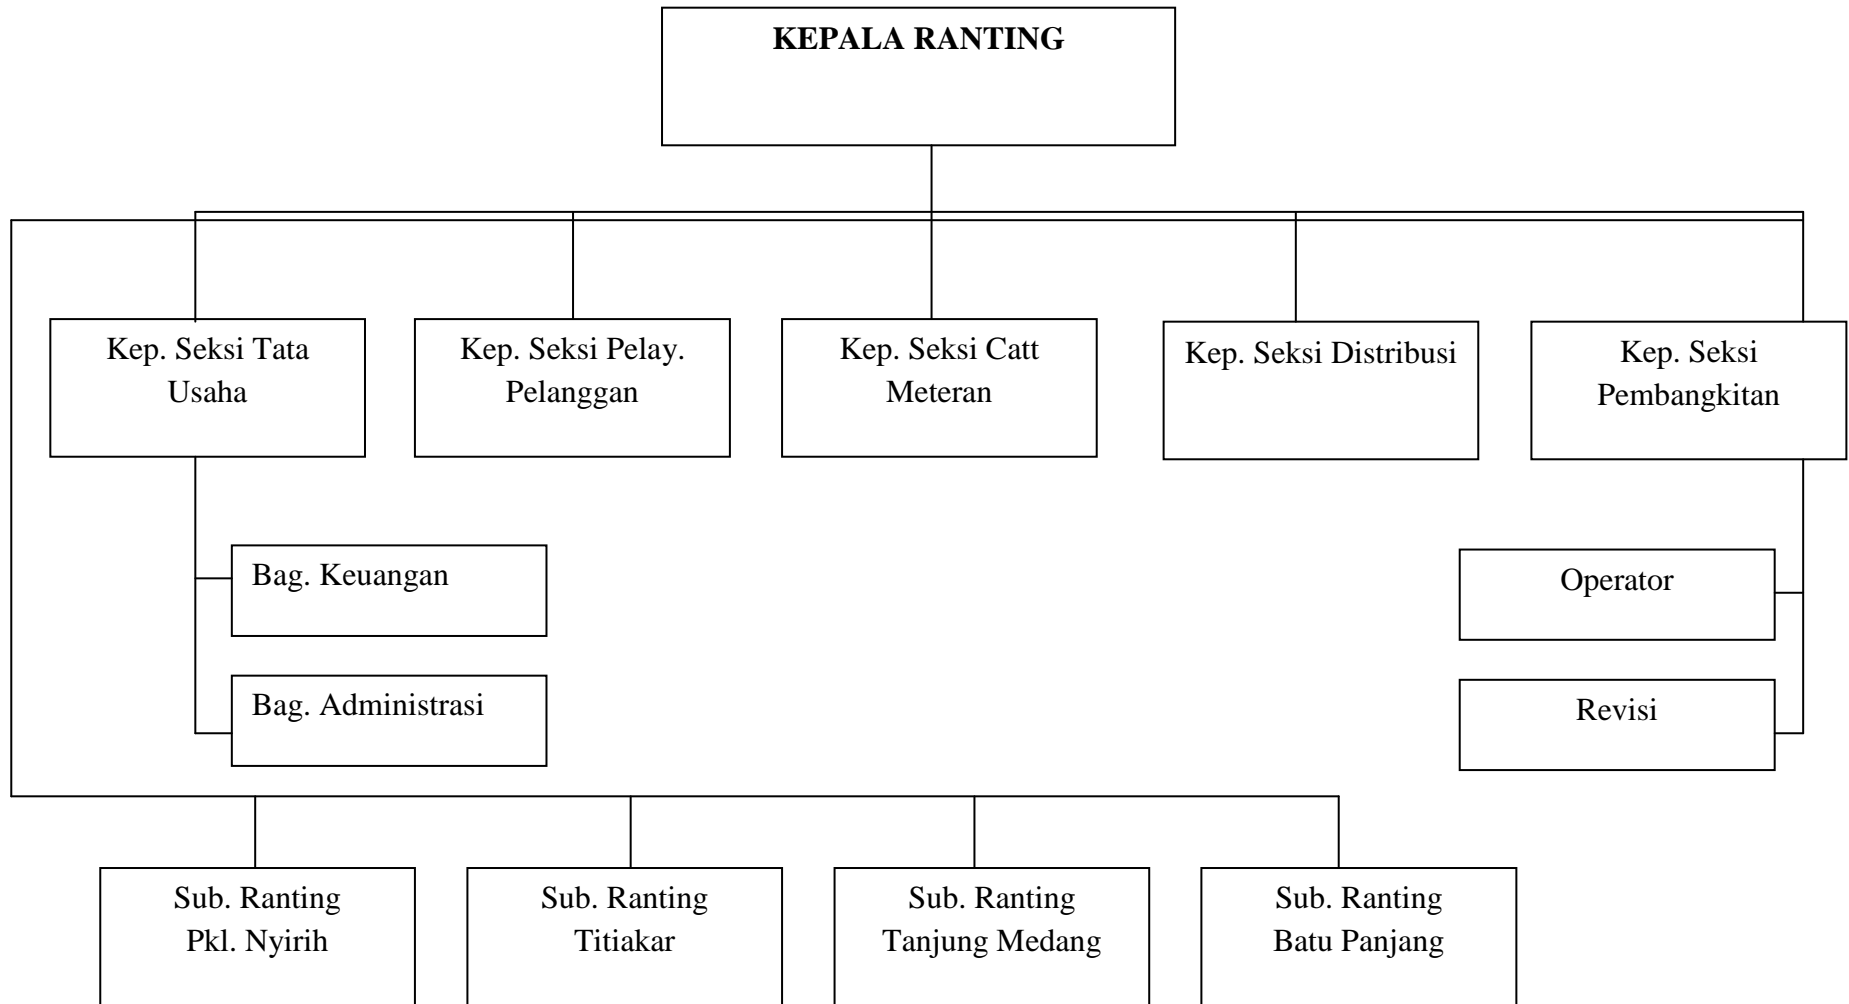 KEPALA RANTING
Kep. Seksi Tata
Usaha
Kep. Seksi Pelay.
Pelanggan
Kep. Seksi Catt
Meteran
Kep. Seksi Distribusi
Kep. Seksi
Pembangkitan
Bag. Keuangan
Operator
Bag. Administrasi
Revisi
Sub. Ranting
Pkl. Nyirih
Sub. Ranting
Titiakar
Sub. Ranting
Tanjung Medang
Sub. Ranting
Batu Panjang